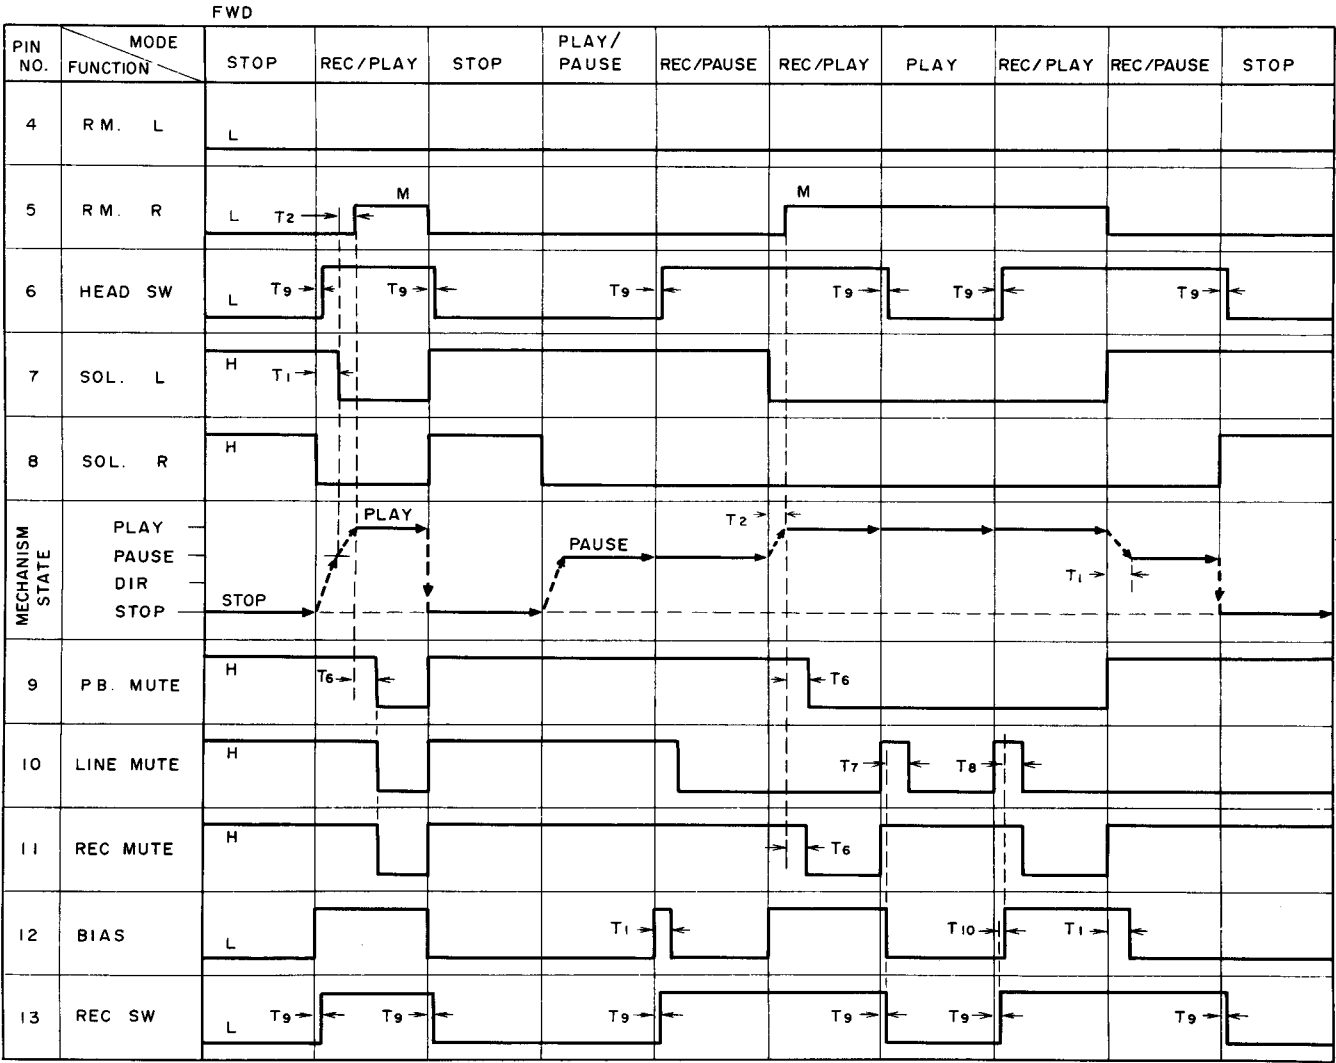 FWD
PIN NO. MODE FUNCTION STOP REC/PLAY STOP PLAY/ PAUSE REC/PAUSE REC/PLAY PLAY REC/PLAY REC/PAUSE STOP
4 RM. L L
5 RM. R L T2 M M
6 HEAD SW L T9 T9 T9 T9 T9 T9
7 SOL. L H T1
8 SOL. R H
MECHANISM STATE
PLAY PLAY T2
PAUSE PAUSE
DIR T1
STOP STOP
9 P.B. MUTE H T6 T6
10 LINE MUTE H T7 T8
11 REC MUTE H T6
12 BIAS L T1 T10 T1
13 REC SW L T9 T9 T9 T9 T9 T9